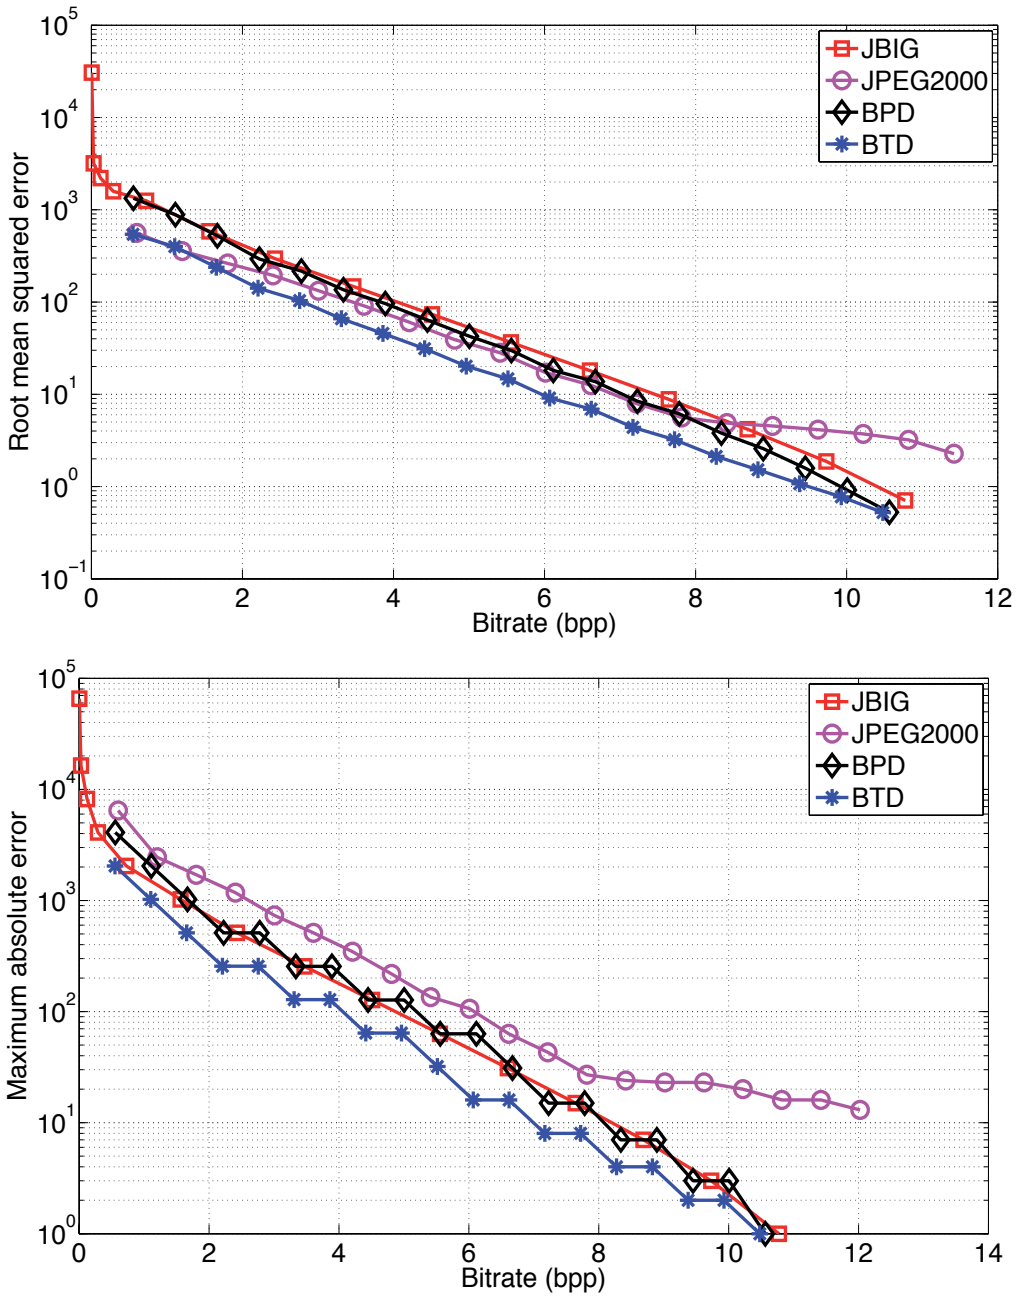 10^5
10^4
10^3
10^2
10^1
10^0
10^−1
Root mean squared error
JBIG
JPEG2000
BPD
BTD
0 2 4 6 8 10 12
Bitrate (bpp)
10^5
10^4
10^3
10^2
10^1
10^0
Maximum absolute error
JBIG
JPEG2000
BPD
BTD
0 2 4 6 8 10 12 14
Bitrate (bpp)